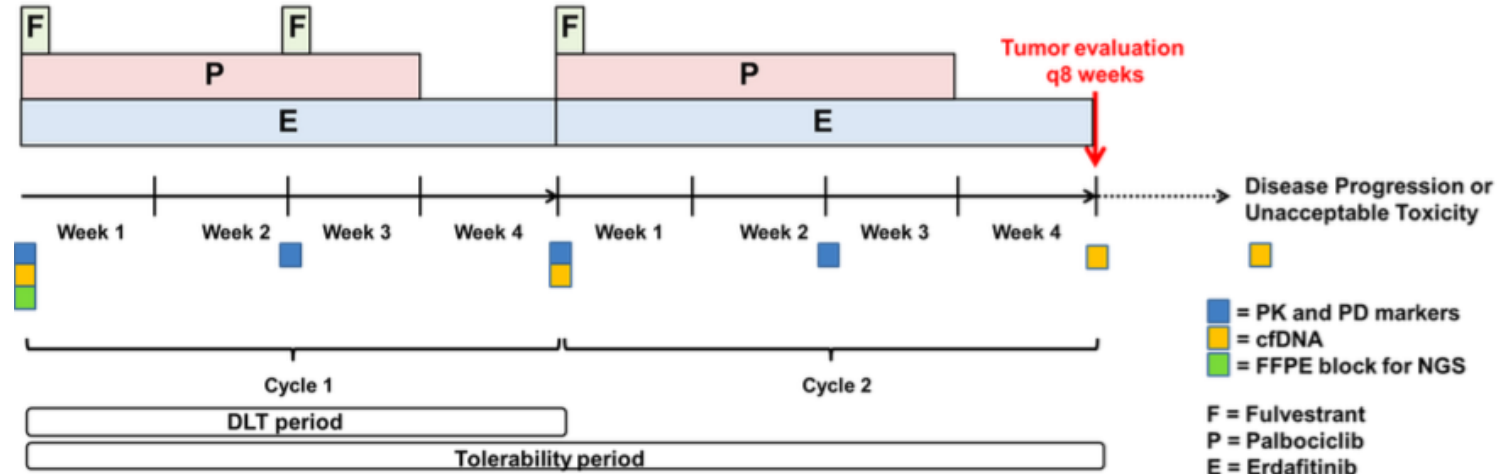 F
F
F
P
P
Tumor evaluation
q8 weeks
E
E
Week 1
Week 2
Week 3
Week 4
Week 1
Week 2
Week 3
Week 4
Disease Progression or
Unacceptable Toxicity
= PK and PD markers
= cfDNA
= FFPE block for NGS
Cycle 1
Cycle 2
DLT period
Tolerability period
F = Fulvestrant
P = Palbociclib
E = Erdafitinib